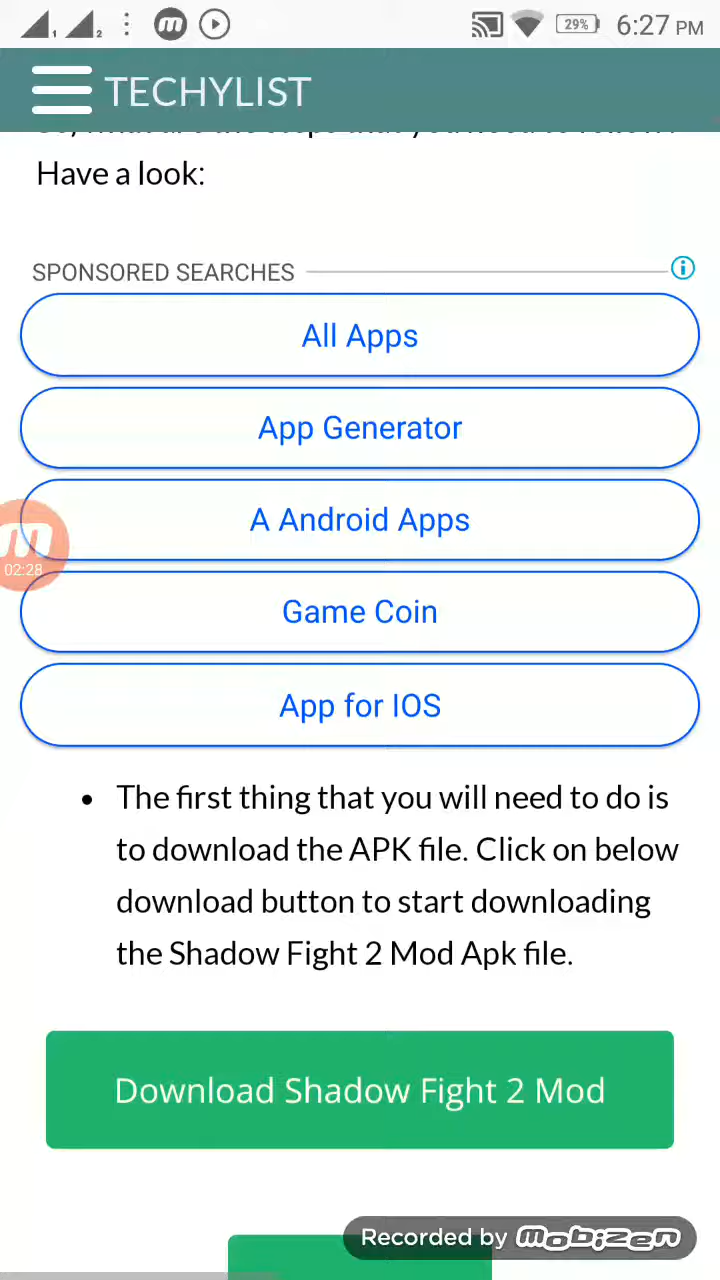 29% 6:27 PM
TECHYLIST
Have a look:
SPONSORED SEARCHES
All Apps
App Generator
A Android Apps
02:28
Game Coin
App for IOS
• The first thing that you will need to do is
to download the APK file. Click on below
download button to start downloading
the Shadow Fight 2 Mod Apk file.
Download Shadow Fight 2 Mod
Recorded by Mobizen